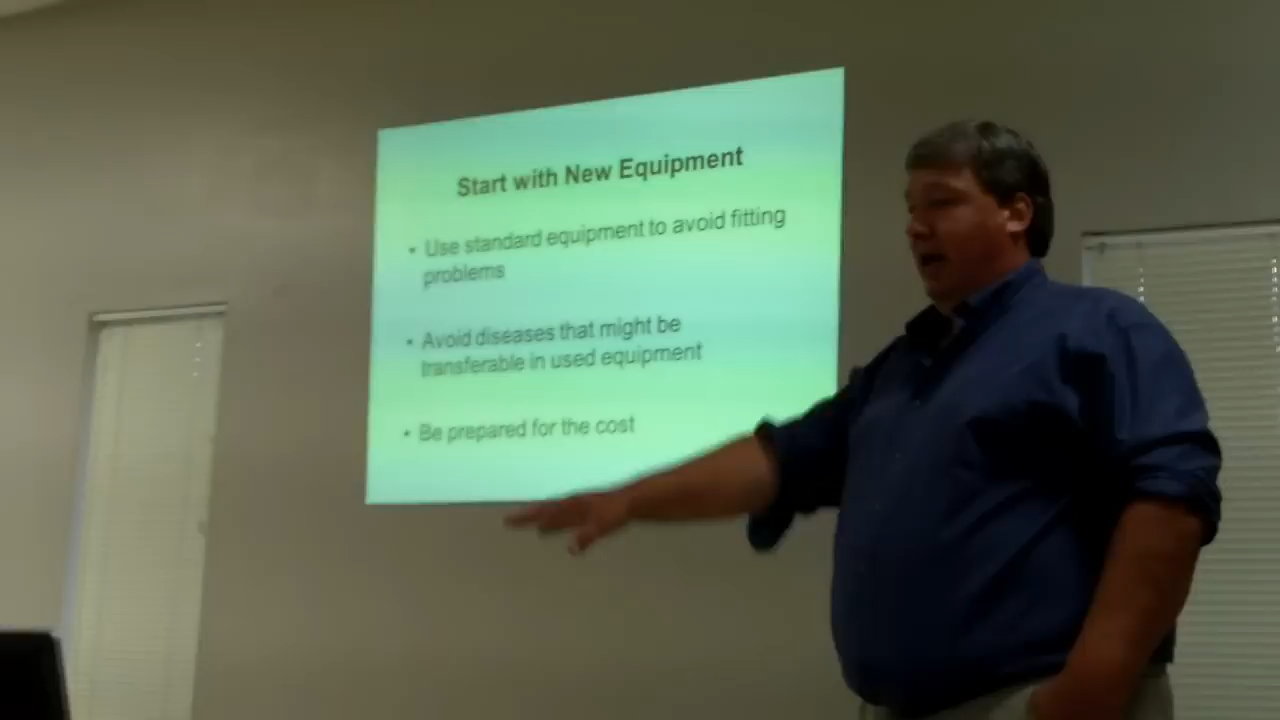 Start with New Equipment
• Use standard equipment to avoid fitting
problems
• Avoid diseases that might be
transferable in used equipment
• Be prepared for the cost